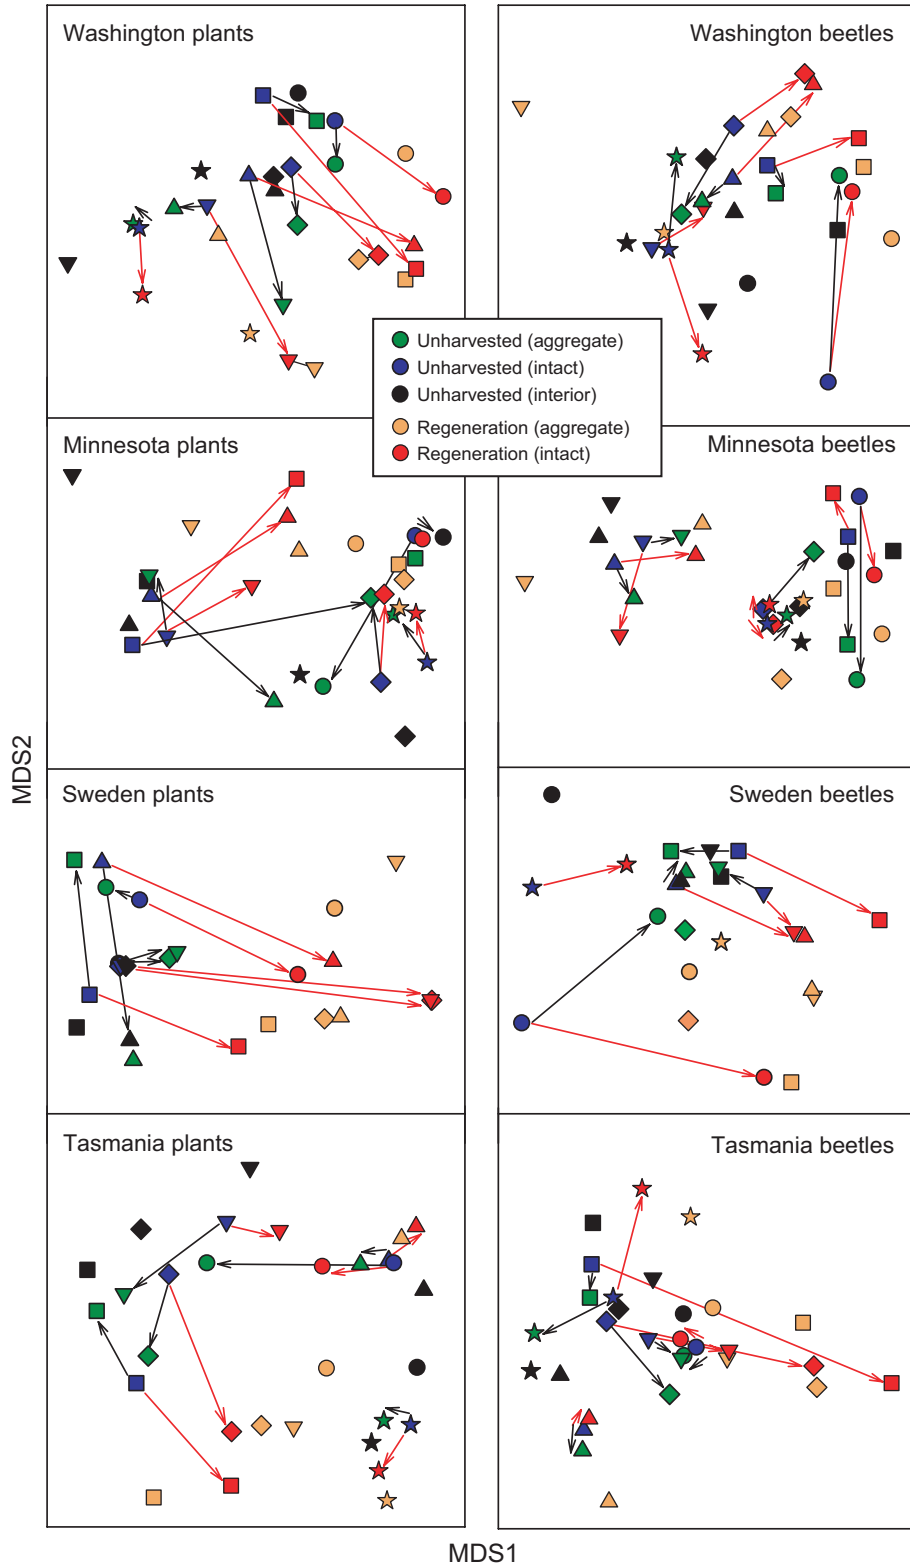 Washington plants
Washington beetles
Unharvested (aggregate)
Unharvested (intact)
Unharvested (interior)
Regeneration (aggregate)
Regeneration (intact)
Minnesota plants
Minnesota beetles
MDS2
Sweden plants
Sweden beetles
Tasmania plants
Tasmania beetles
MDS1